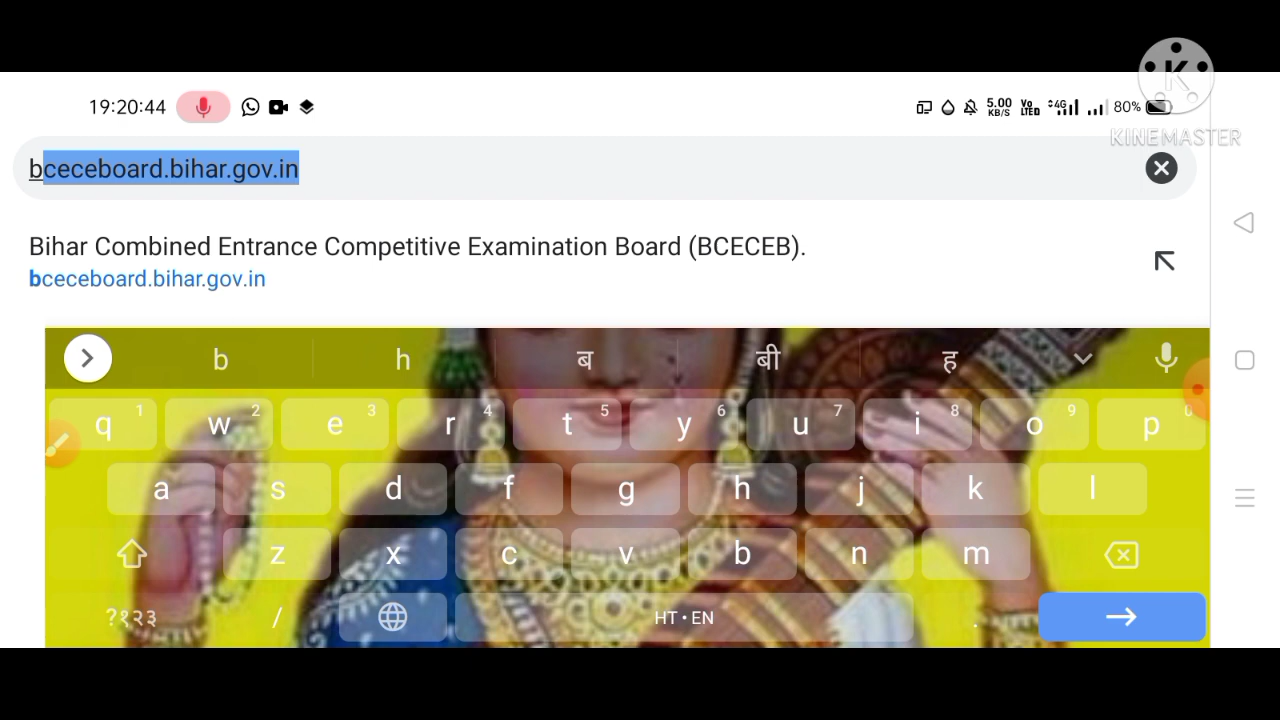 19:20:44
5.00 KB/S Vo LTED 4G 80%
K
KINEMASTER
bceceboard.bihar.gov.in
Bihar Combined Entrance Competitive Examination Board (BCECEB).
bceceboard.bihar.gov.in
b h ब बी ह
q 1 w 2 e 3 r 4 t 5 y 6 u 7 i 8 o 9 p 0
a s d f g h j k l
z x c v b n m
?१२३ / HT • EN .